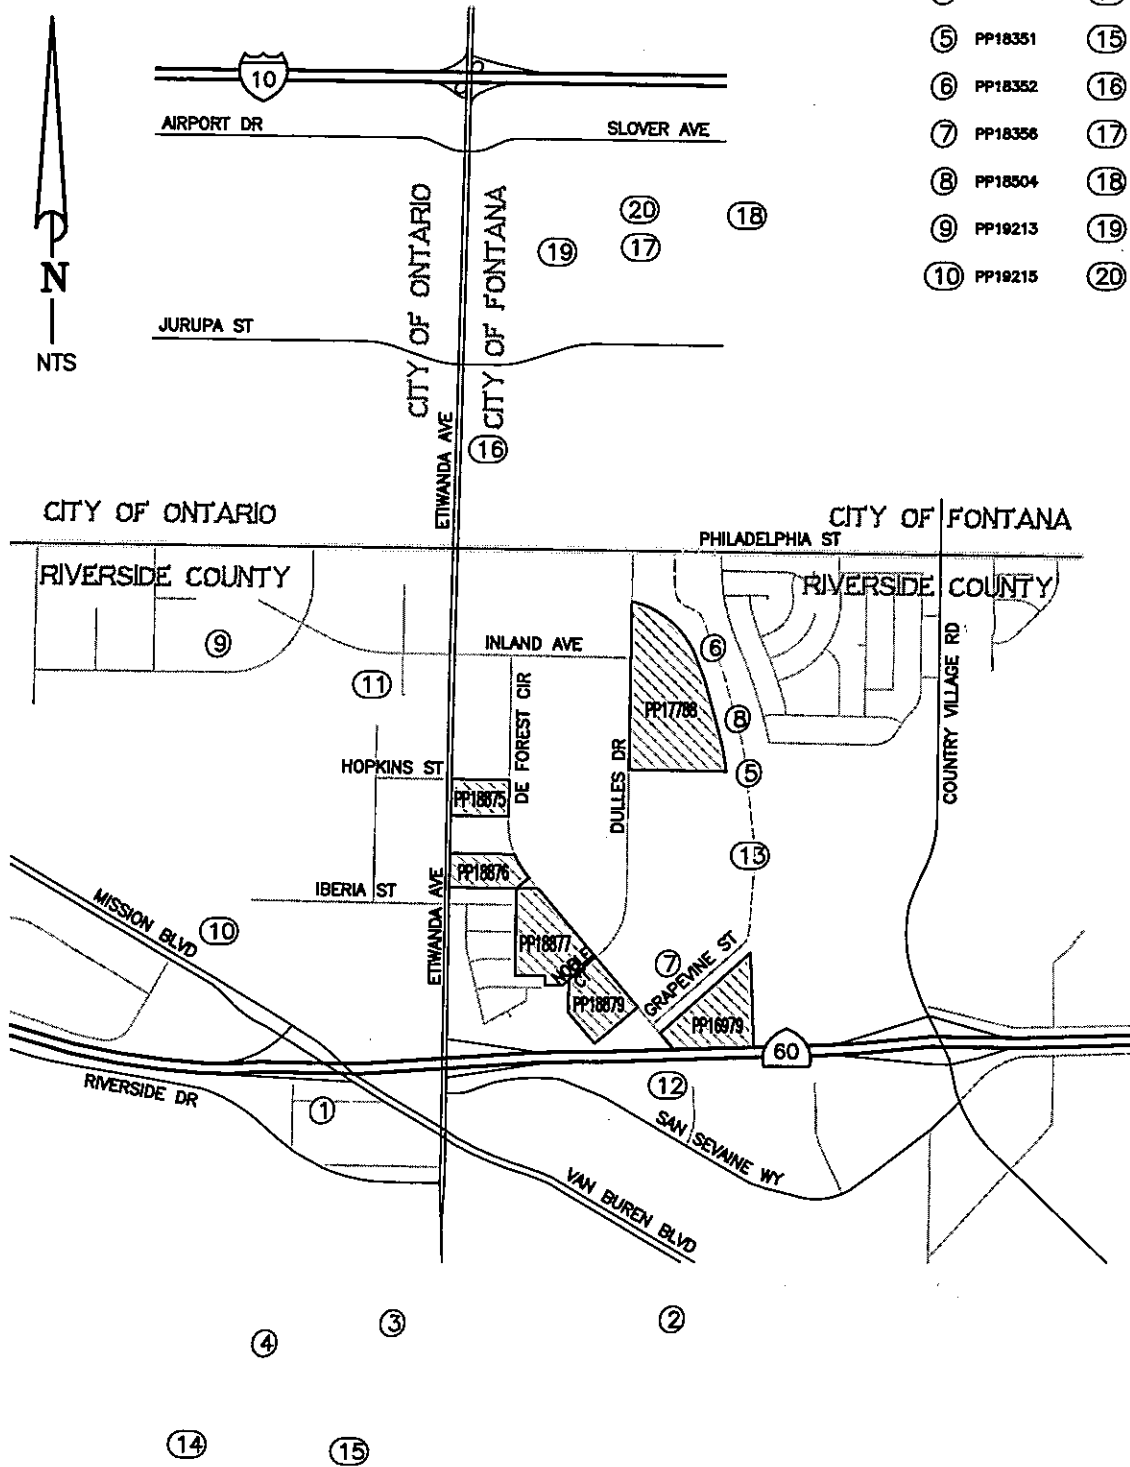 5 PP18351 15
6 PP18352 16
7 PP18356 17
8 PP18504 18
9 PP19213 19
10 PP19215 20
10
AIRPORT DR
SLOVER AVE
N
NTS
CITY OF ONTARIO
CITY OF FONTANA
20
18
19
17
JURUPA ST
ETIWANDA AVE
16
CITY OF ONTARIO
CITY OF FONTANA
PHILADELPHIA ST
RIVERSIDE COUNTY
RIVERSIDE COUNTY
9
INLAND AVE
6
11
DE FOREST CIR
PP17788
8
COUNTRY VILLAGE RD
HOPKINS ST
DULLES DR
5
PP18875
13
PP18876
IBERIA ST
ETIWANDA AVE
MISSION BLVD
10
PP18877
NOBLE CT
7
GRAPEVINE ST
PP18879
PP16979
60
RIVERSIDE DR
12
1
SAN SEVAINE WY
VAN BUREN BLVD
3
2
4
14
15